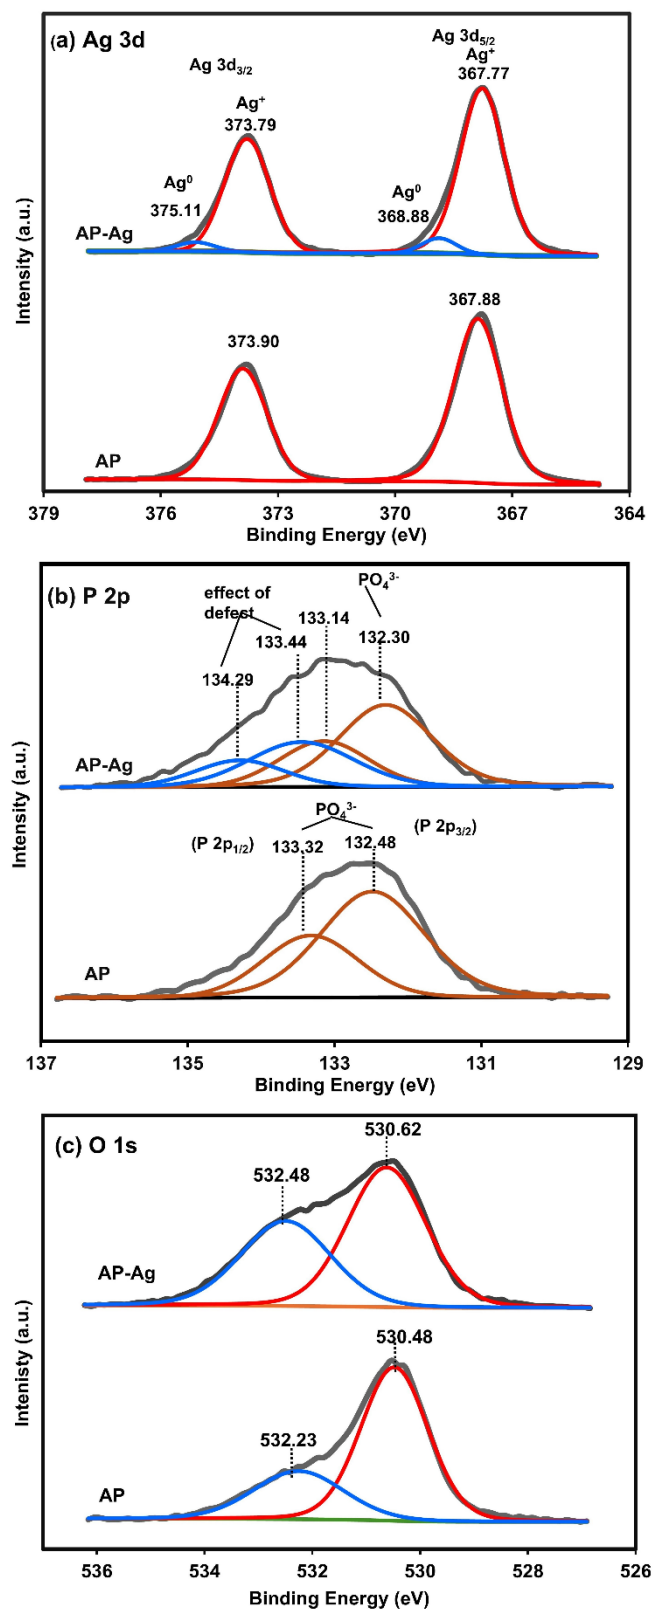 (a) Ag 3d
Ag 3d5/2
Ag+
367.77
Ag 3d3/2
Ag+
373.79
Ag0
375.11
Ag0
368.88
AP-Ag
367.88
373.90
AP
Intensity (a.u.)
379 376 373 370 367 364
Binding Energy (eV)
(b) P 2p
effect of
defect
PO43-
133.14
132.30
133.44
134.29
AP-Ag
PO43-
(P 2p1/2)
133.32
132.48
(P 2p3/2)
AP
Intensity (a.u.)
137 135 133 131 129
Binding Energy (eV)
(c) O 1s
530.62
532.48
AP-Ag
530.48
532.23
AP
Intenisty (a.u.)
536 534 532 530 528 526
Binding Energy (eV)